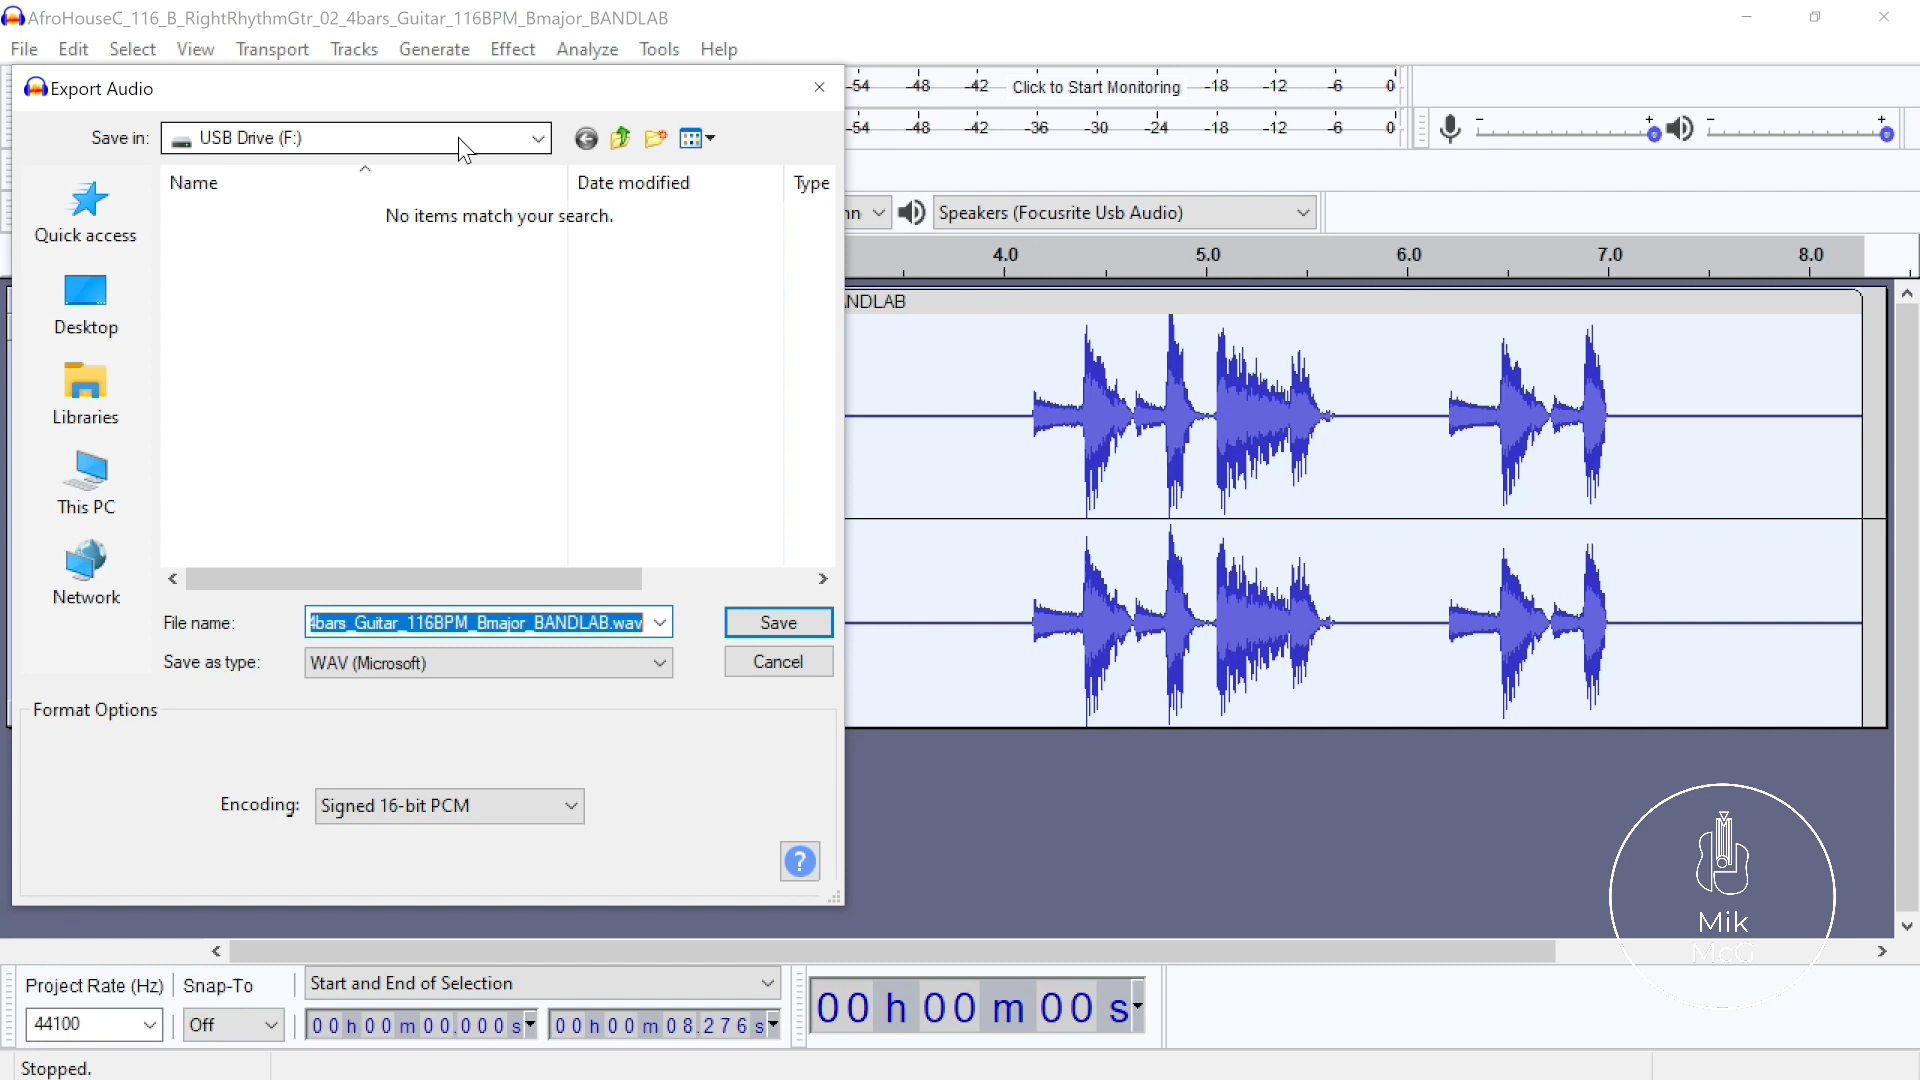 AfroHouseC_116_B_RightRhythmGtr_02_4bars_Guitar_116BPM_Bmajor_BANDLAB
File Edit Select View Transport Tracks Generate Effect Analyze Tools Help
Export Audio
-54 -48 -42 Click to Start Monitoring -18 -12 -6 0
Save in: USB Drive (F:)
-54 -48 -42 -36 -30 -24 -18 -12 -6 0
- +
- +
Name Date modified Type
No items match your search.
Speakers (Focusrite Usb Audio)
Quick access
4.0 5.0 6.0 7.0 8.0
NDLAB
Desktop
Libraries
This PC
Network
File name: 4bars_Guitar_116BPM_Bmajor_BANDLAB.wav Save
Save as type: WAV (Microsoft) Cancel
Format Options
Encoding: Signed 16-bit PCM
?
Mik
McG
Project Rate (Hz) Snap-To Start and End of Selection
44100 Off 00 h 00 m 00.000 s 00 h 00 m 08.276 s 00 h 00 m 00 s
Stopped.